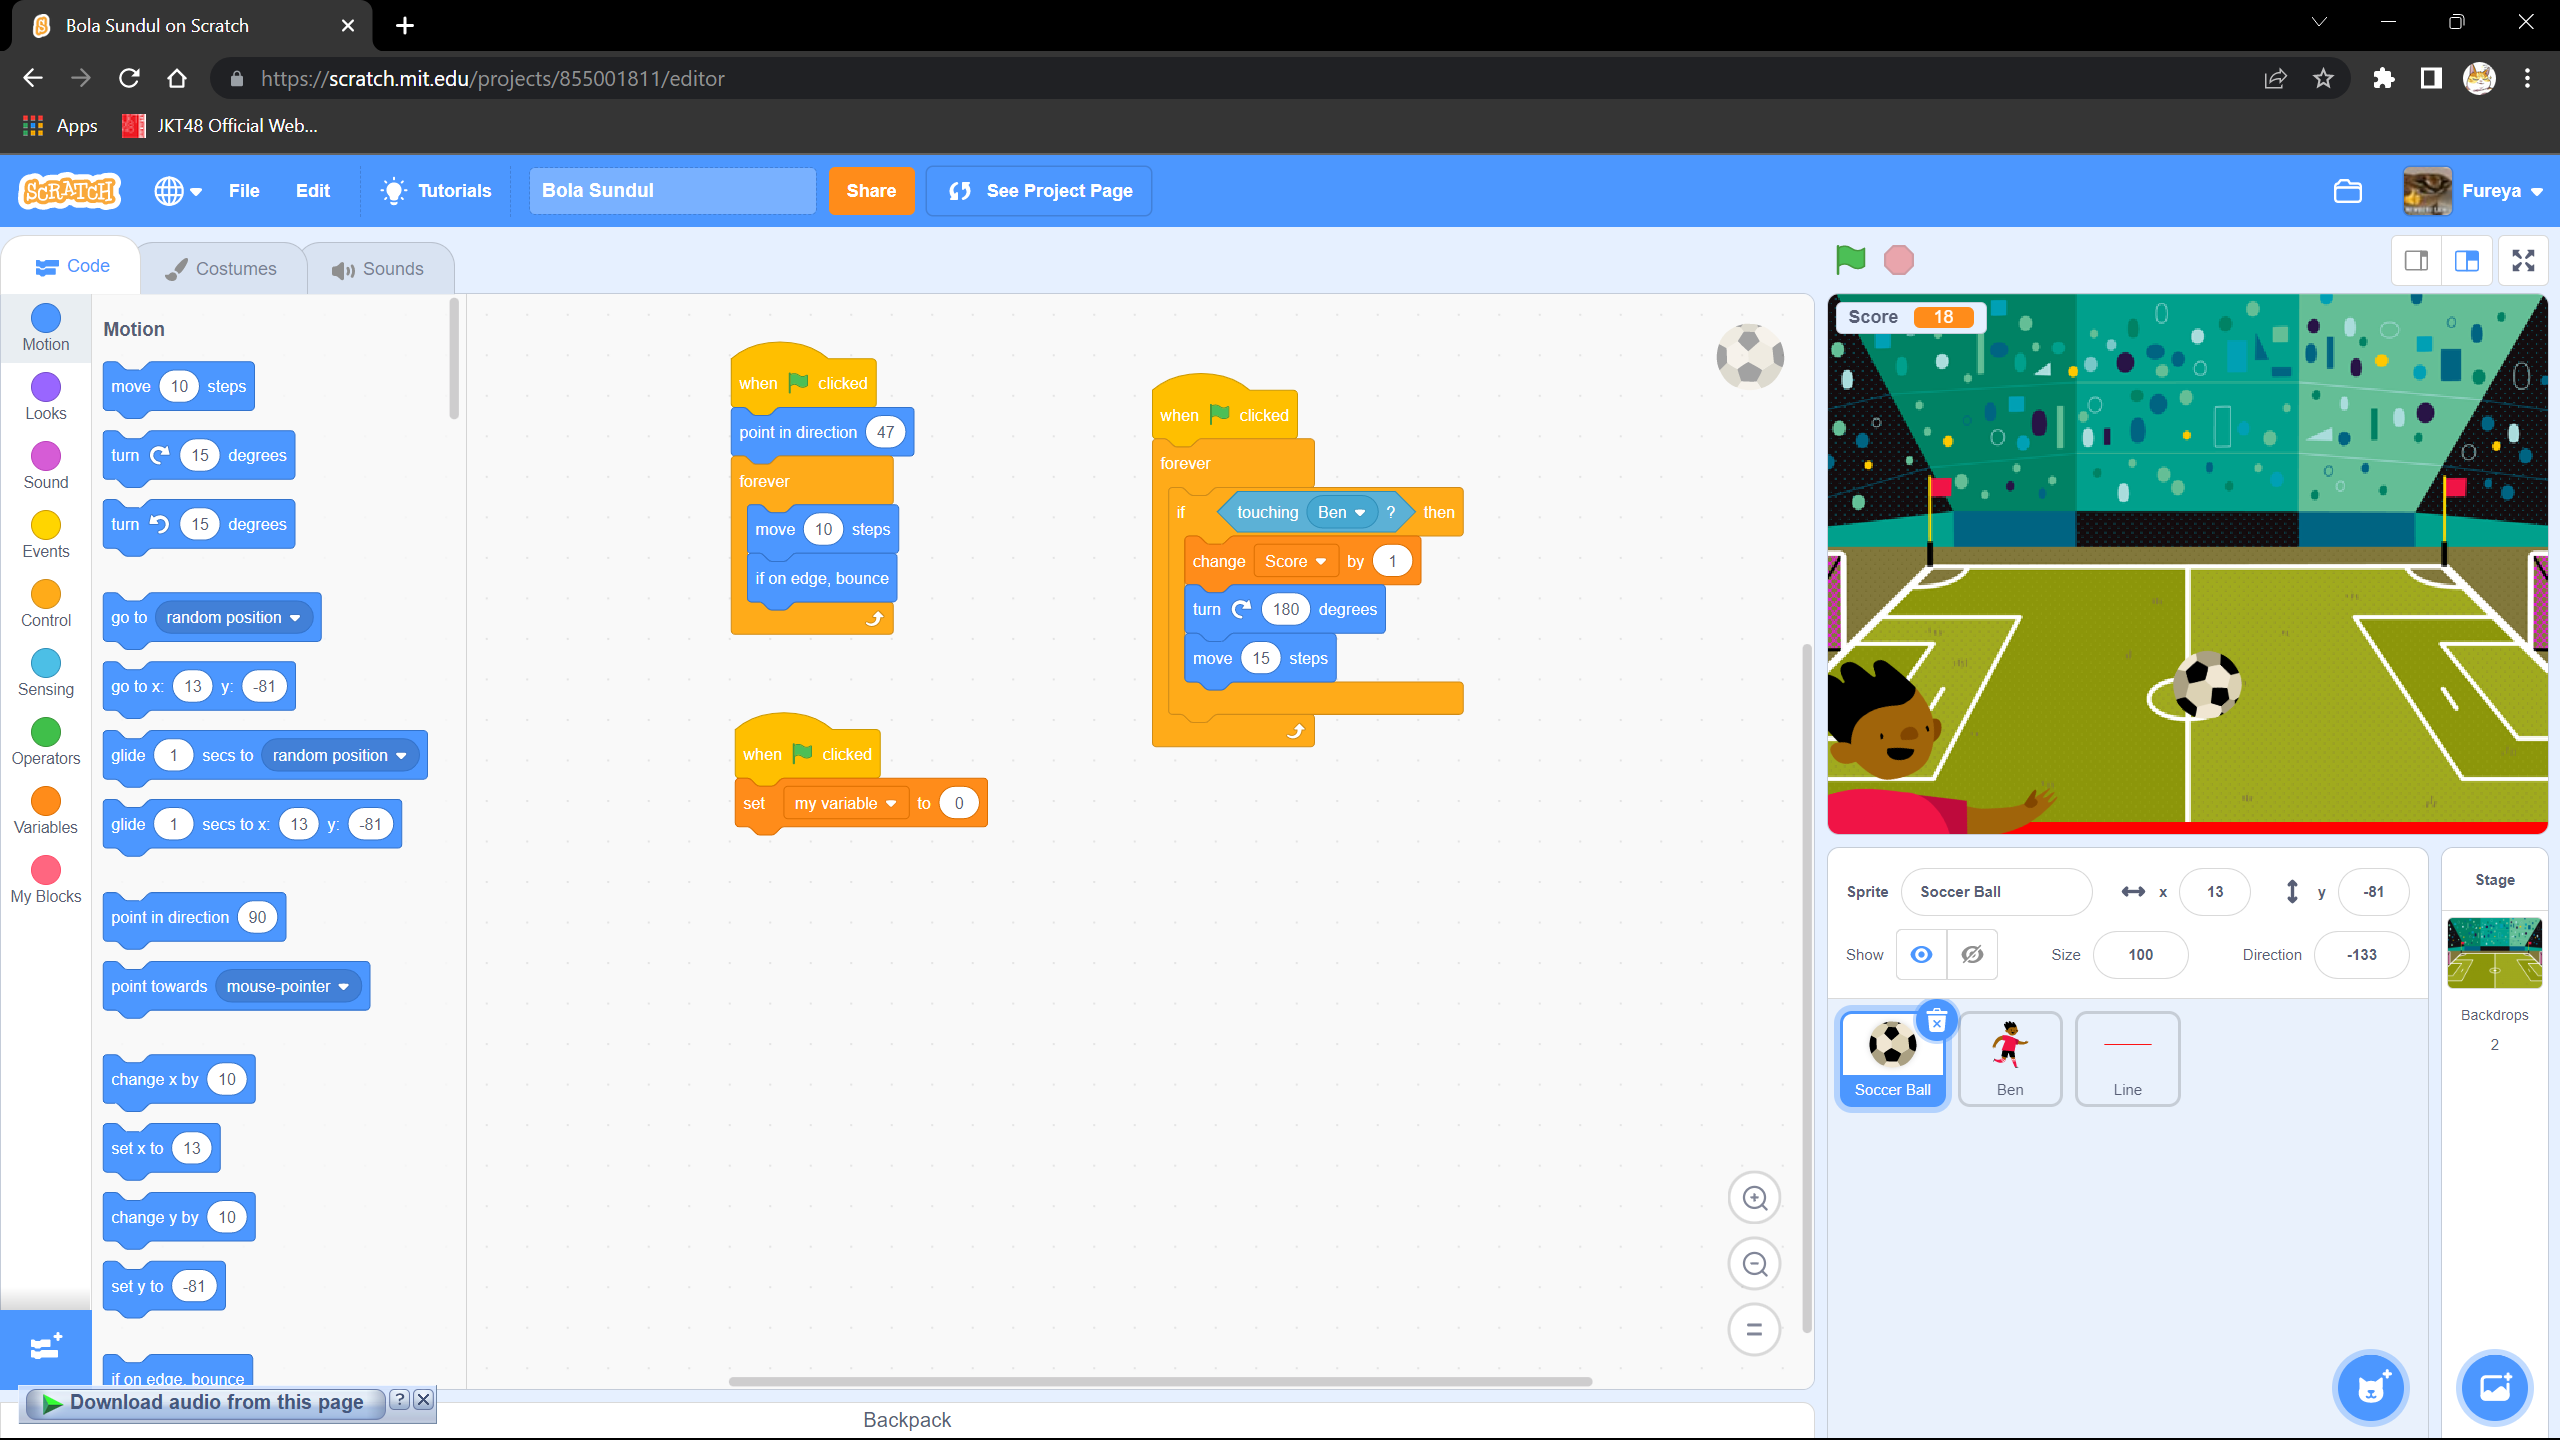 Bola Sundul on Scratch
https://scratch.mit.edu/projects/855001811/editor
Apps
JKT48 Official Web...
SCRATCH
File
Edit
Tutorials
Bola Sundul
Share
See Project Page
Fureya
Code
Costumes
Sounds
Motion
Looks
Sound
Events
Control
Sensing
Operators
Variables
My Blocks
Motion
move 10 steps
turn 15 degrees
turn 15 degrees
go to random position
go to x: 13 y: -81
glide 1 secs to random position
glide 1 secs to x: 13 y: -81
point in direction 90
point towards mouse-pointer
change x by 10
set x to 13
change y by 10
set y to -81
if on edge, bounce
when clicked
point in direction 47
forever
move 10 steps
if on edge, bounce
when clicked
set my variable to 0
when clicked
forever
if touching Ben ? then
change Score by 1
turn 180 degrees
move 15 steps
Score 18
Sprite Soccer Ball x 13 y -81
Show Size 100 Direction -133
Soccer Ball
Ben
Line
Stage
Backdrops
2
Download audio from this page ?
Backpack